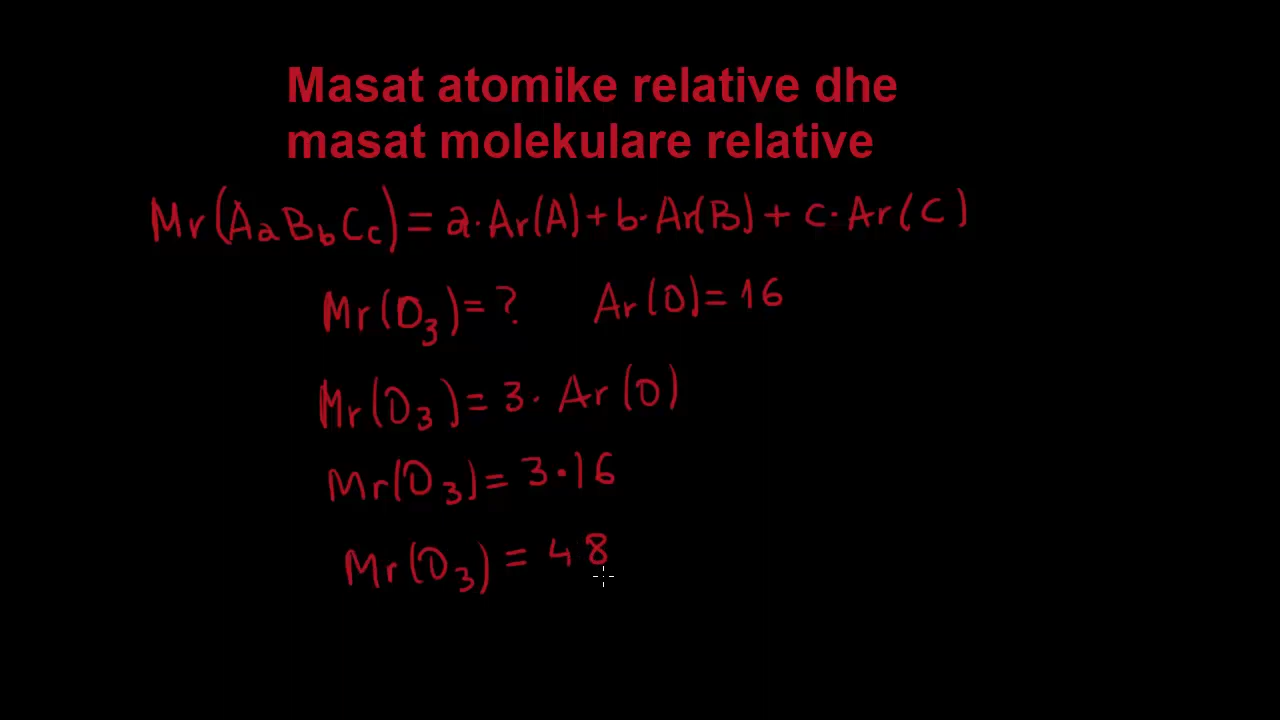 Masat atomike relative dhe
masat molekulare relative
Mr(AaBbCc) = a·Ar(A)+b·Ar(B)+c·Ar(C)
Mr(O₃)=? Ar(O)=16
Mr(O₃)=3·Ar(O)
Mr(O₃)=3·16
Mr(O₃)=48